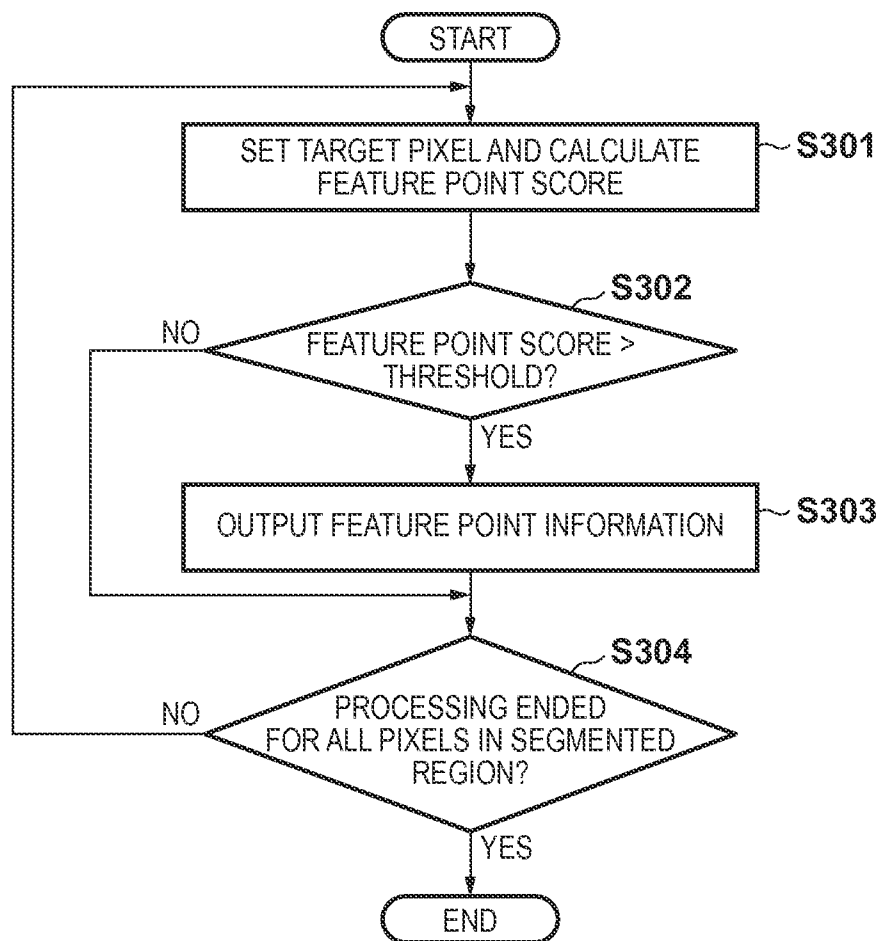 START
SET TARGET PIXEL AND CALCULATE
FEATURE POINT SCORE
S301
S302
FEATURE POINT SCORE >
THRESHOLD?
NO
YES
OUTPUT FEATURE POINT INFORMATION
S303
S304
PROCESSING ENDED
FOR ALL PIXELS IN SEGMENTED
REGION?
NO
YES
END